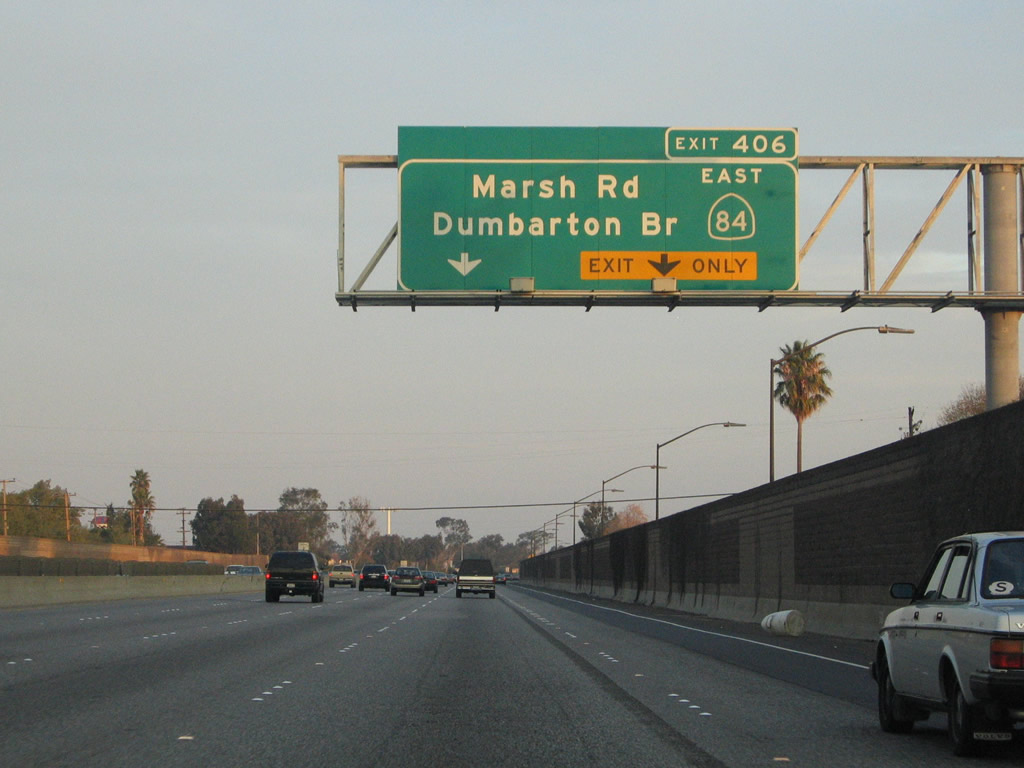 EXIT 406
EAST
Marsh Rd
Dumbarton Br
84
EXIT ONLY
S